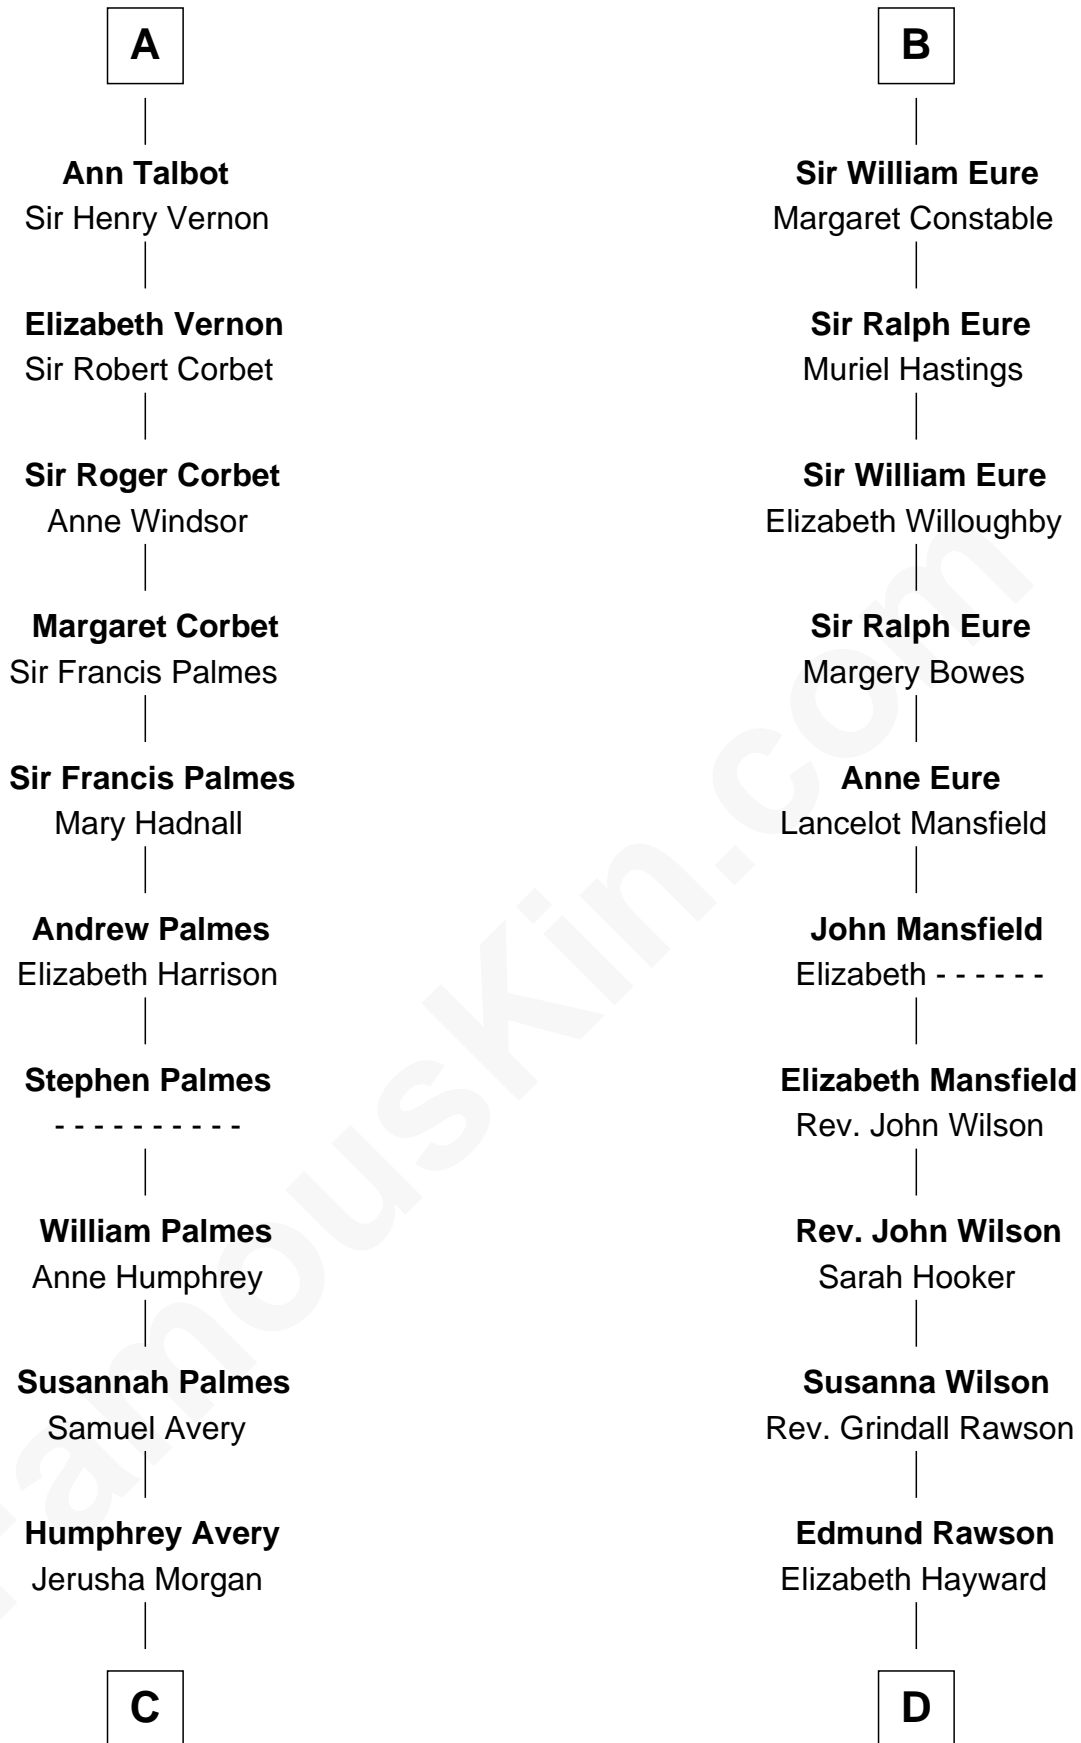 A
Ann Talbot
Sir Henry Vernon
Elizabeth Vernon
Sir Robert Corbet
Sir Roger Corbet
Anne Windsor
Margaret Corbet
Sir Francis Palmes
Sir Francis Palmes
Mary Hadnall
Andrew Palmes
Elizabeth Harrison
Stephen Palmes
- - - - - - - - - -
William Palmes
Anne Humphrey
Susannah Palmes
Samuel Avery
Humphrey Avery
Jerusha Morgan
C
B
Sir William Eure
Margaret Constable
Sir Ralph Eure
Muriel Hastings
Sir William Eure
Elizabeth Willoughby
Sir Ralph Eure
Margery Bowes
Anne Eure
Lancelot Mansfield
John Mansfield
Elizabeth - - - - - -
Elizabeth Mansfield
Rev. John Wilson
Rev. John Wilson
Sarah Hooker
Susanna Wilson
Rev. Grindall Rawson
Edmund Rawson
Elizabeth Hayward
D
FamousKin.com